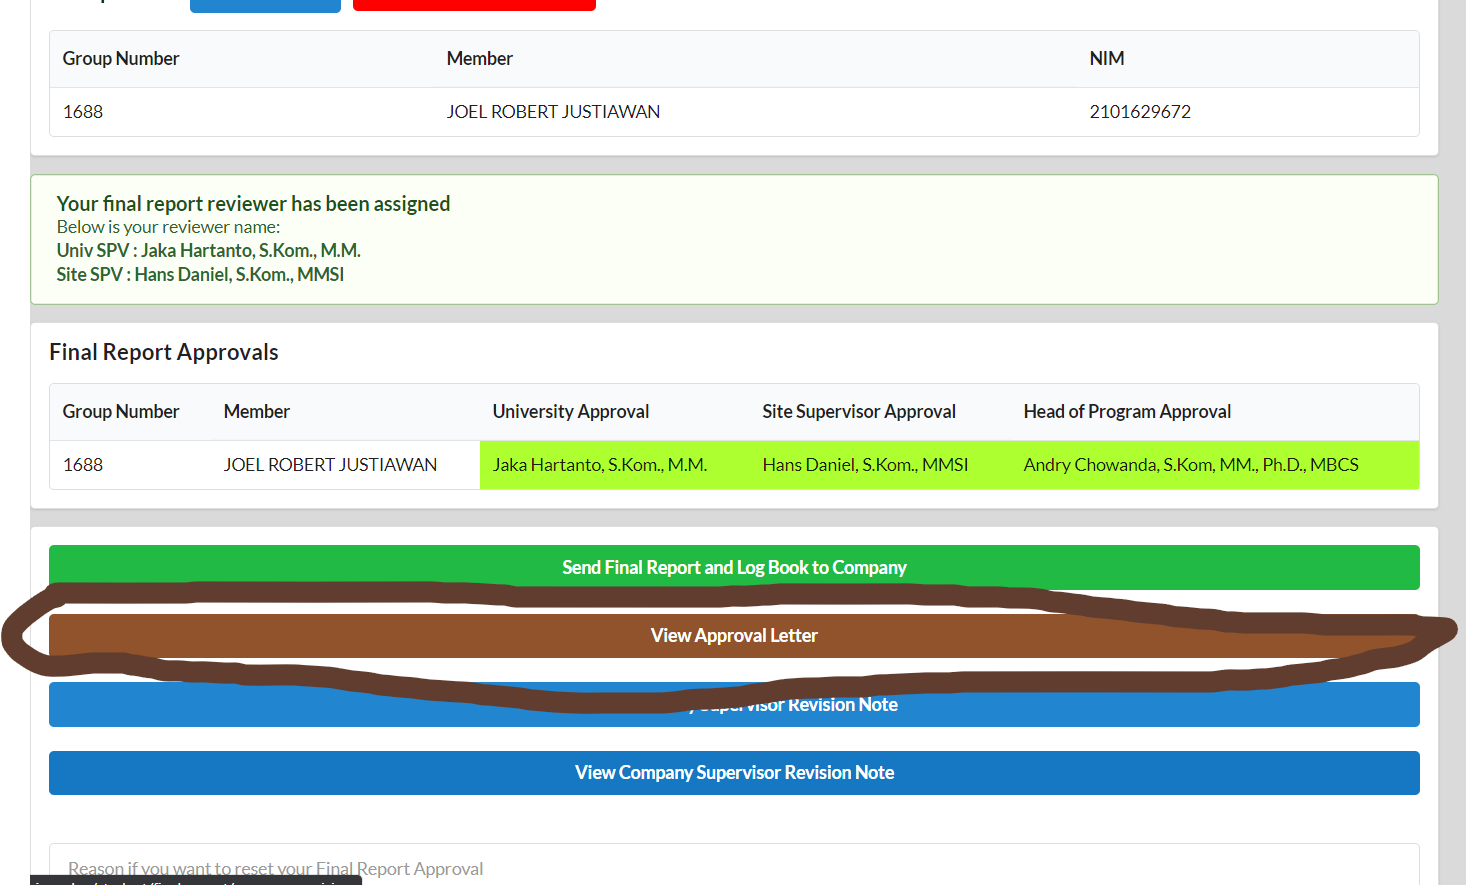 Group Number Member NIM
1688 JOEL ROBERT JUSTIAWAN 2101629672
Your final report reviewer has been assigned
Below is your reviewer name:
Univ SPV : Jaka Hartanto, S.Kom., M.M.
Site SPV : Hans Daniel, S.Kom., MMSI
Final Report Approvals
Group Number Member University Approval Site Supervisor Approval Head of Program Approval
1688 JOEL ROBERT JUSTIAWAN Jaka Hartanto, S.Kom., M.M. Hans Daniel, S.Kom., MMSI Andry Chowanda, S.Kom, MM., Ph.D., MBCS
Send Final Report and Log Book to Company
View Approval Letter
Supervisor Revision Note
View Company Supervisor Revision Note
Reason if you want to reset your Final Report Approval